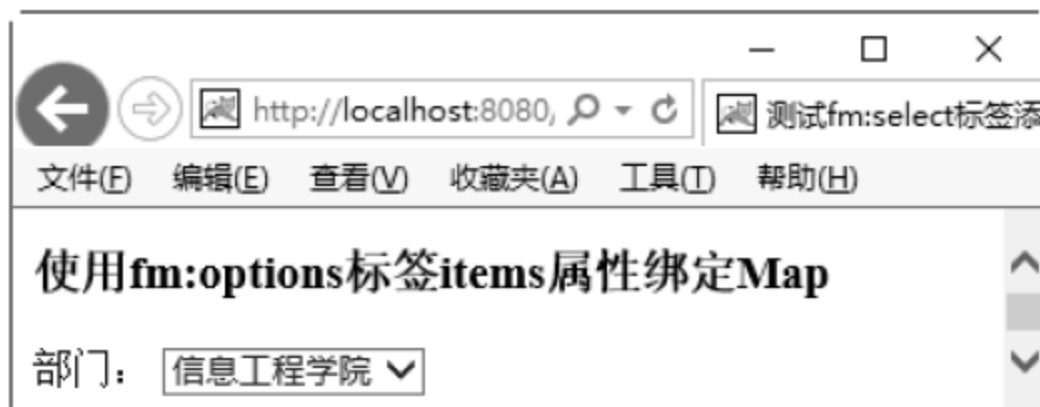 http://localhost:8080, 测试fm:select标签添
文件(F) 编辑(E) 查看(V) 收藏夹(A) 工具(T) 帮助(H)
使用fm:options标签items属性绑定Map
部门: 信息工程学院